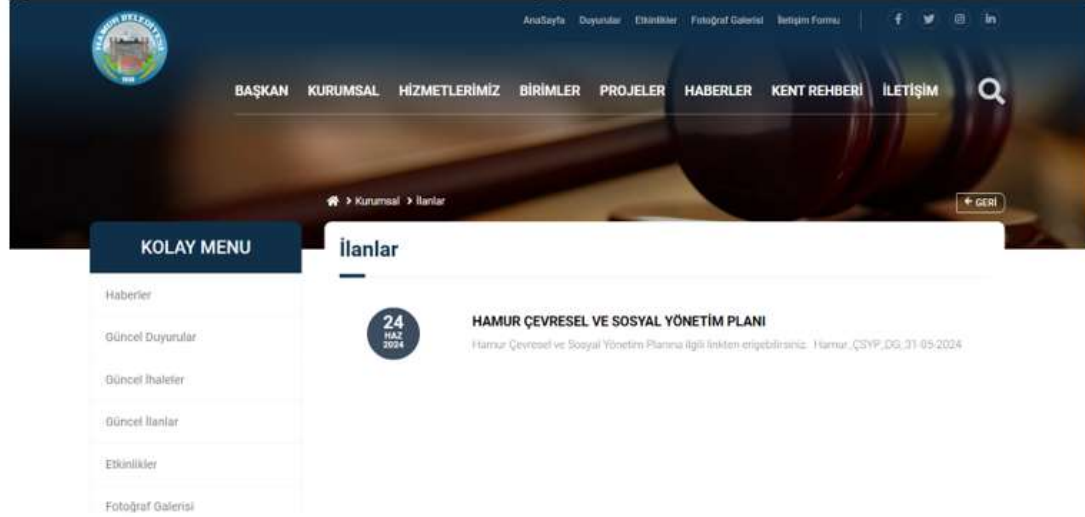 AnaSayfa Duyurular Etkinlikler Fotoğraf Galerisi İletişim Formu
HAMUR BELEDİYESİ
BAŞKAN KURUMSAL HİZMETLERİMİZ BİRİMLER PROJELER HABERLER KENT REHBERİ İLETİŞİM
> Kurumsal > İlanlar
← GERİ
KOLAY MENU
İlanlar
Haberler
Güncel Duyurular
Güncel İhaleler
Güncel İlanlar
Etkinlikler
Fotoğraf Galerisi
24
HAZ
2024
HAMUR ÇEVRESEL VE SOSYAL YÖNETİM PLANI
Hamur Çevresel ve Sosyal Yönetim Planına ilgili linkten erişebilirsiniz. Hamur_ÇSYP_DG_31-05-2024